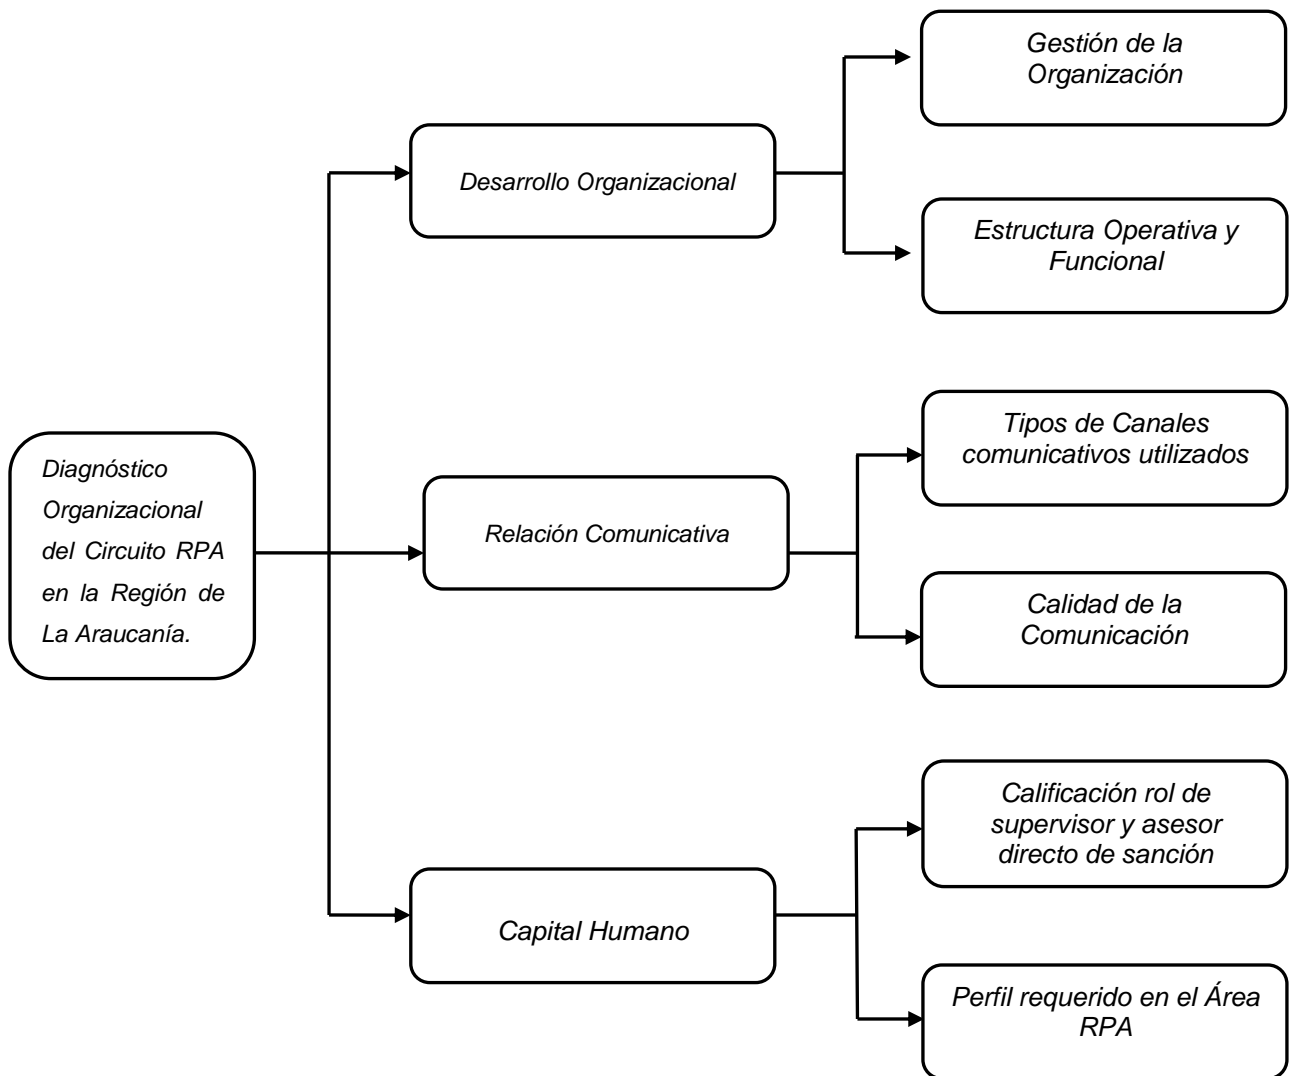 Gestión de la
Organización
Desarrollo Organizacional
Estructura Operativa y
Funcional
Diagnóstico
Organizacional
del Circuito RPA
en la Región de
La Araucanía.
Tipos de Canales
comunicativos utilizados
Relación Comunicativa
Calidad de la
Comunicación
Calificación rol de
supervisor y asesor
directo de sanción
Capital Humano
Perfil requerido en el Área
RPA